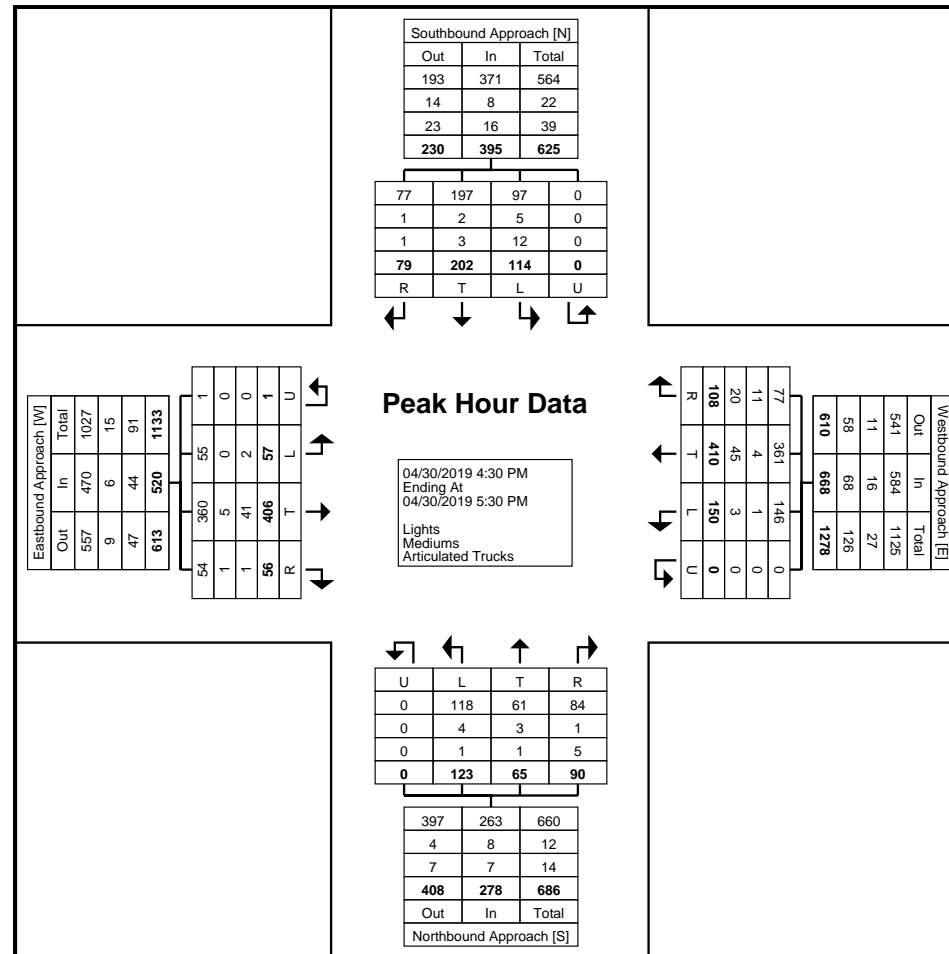 Southbound Approach [N]
Out In Total
193 371 564
14 8 22
23 16 39
230 395 625
77 197 97 0
1 2 5 0
1 3 12 0
79 202 114 0
R T L U
Eastbound Approach [W]
Total In Out
1027 470 557
15 6 9
91 44 47
1133 520 613
1 55 360 54
0 0 5 1
0 2 41 1
1 57 406 56
U L T R
Peak Hour Data
04/30/2019 4:30 PM
Ending At
04/30/2019 5:30 PM
Lights
Mediums
Articulated Trucks
Westbound Approach [E]
Out In Total
541 584 1125
11 16 27
58 68 126
610 668 1278
77 361 146 0
11 4 1 0
20 45 3 0
108 410 150 0
R T L U
U L T R
0 118 61 84
0 4 3 1
0 1 1 5
0 123 65 90
397 263 660
4 8 12
7 7 14
408 278 686
Out In Total
Northbound Approach [S]